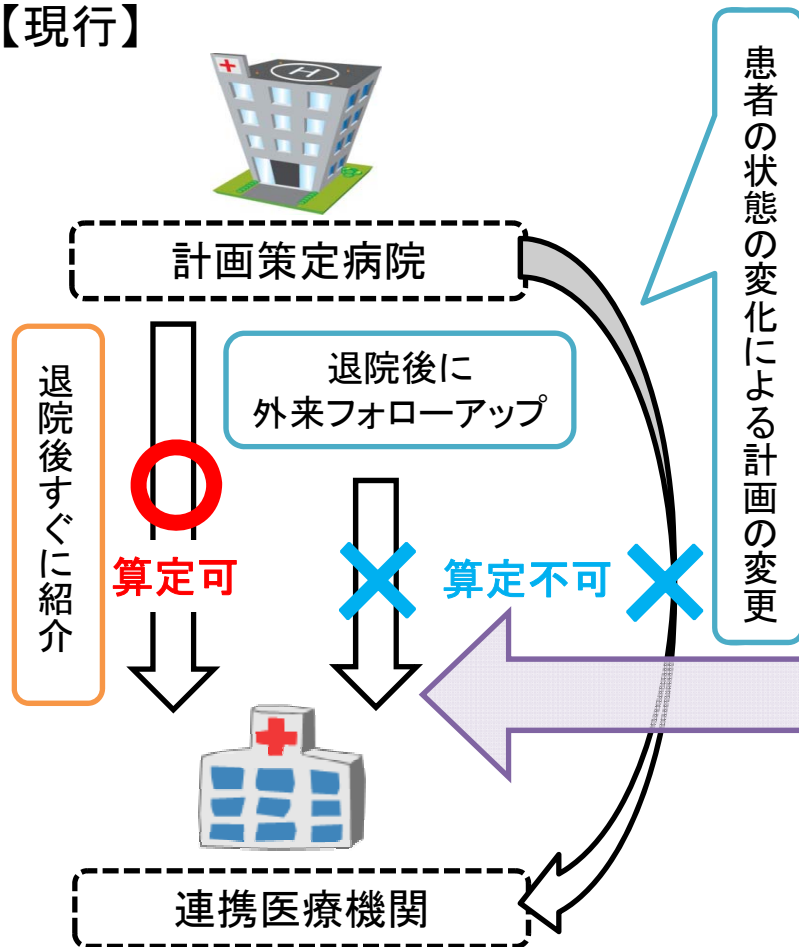 【現行】
計画策定病院
退院後すぐに紹介
退院後に
外来フォローアップ
患者の状態の変化による計画の変更
算定可
算定不可
連携医療機関